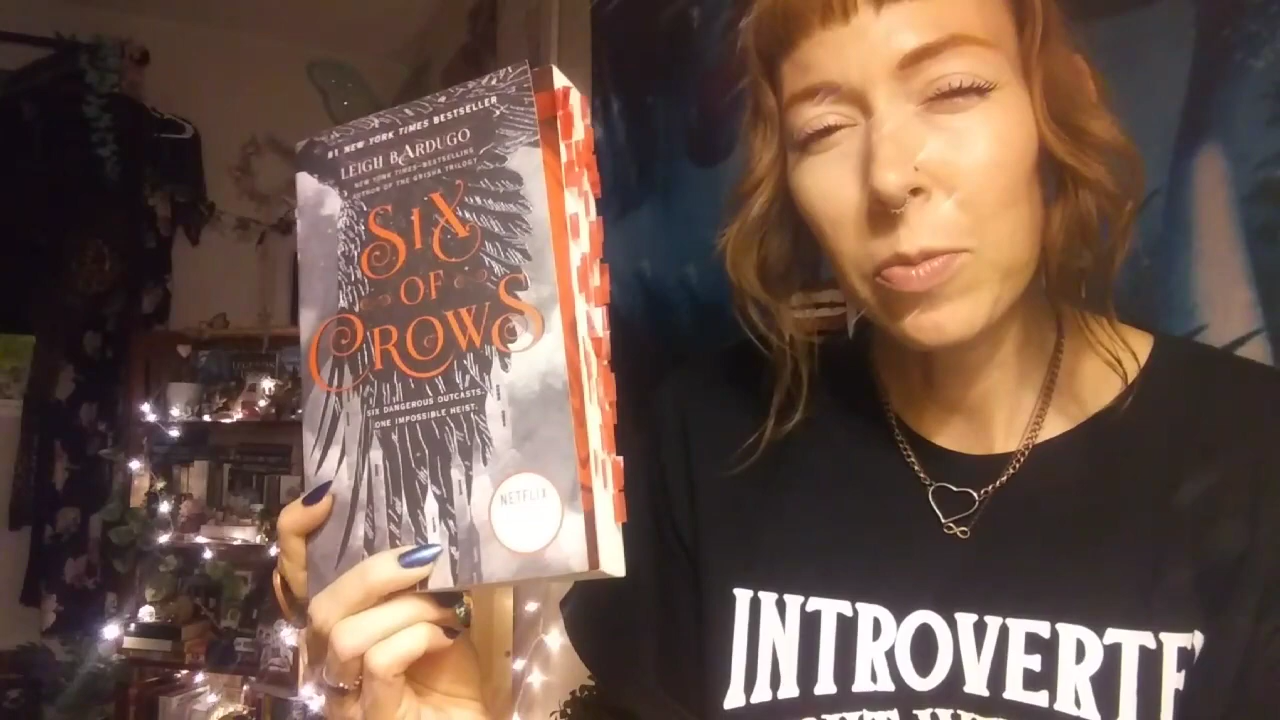 #1 NEW YORK TIMES BESTSELLER
LEIGH BARDUGO
NEW YORK TIMES-BESTSELLING
AUTHOR OF THE GRISHA TRILOGY
SIX
OF
CROWS
SIX DANGEROUS OUTCASTS.
ONE IMPOSSIBLE HEIST.
NETFLIX
INTROVERTE